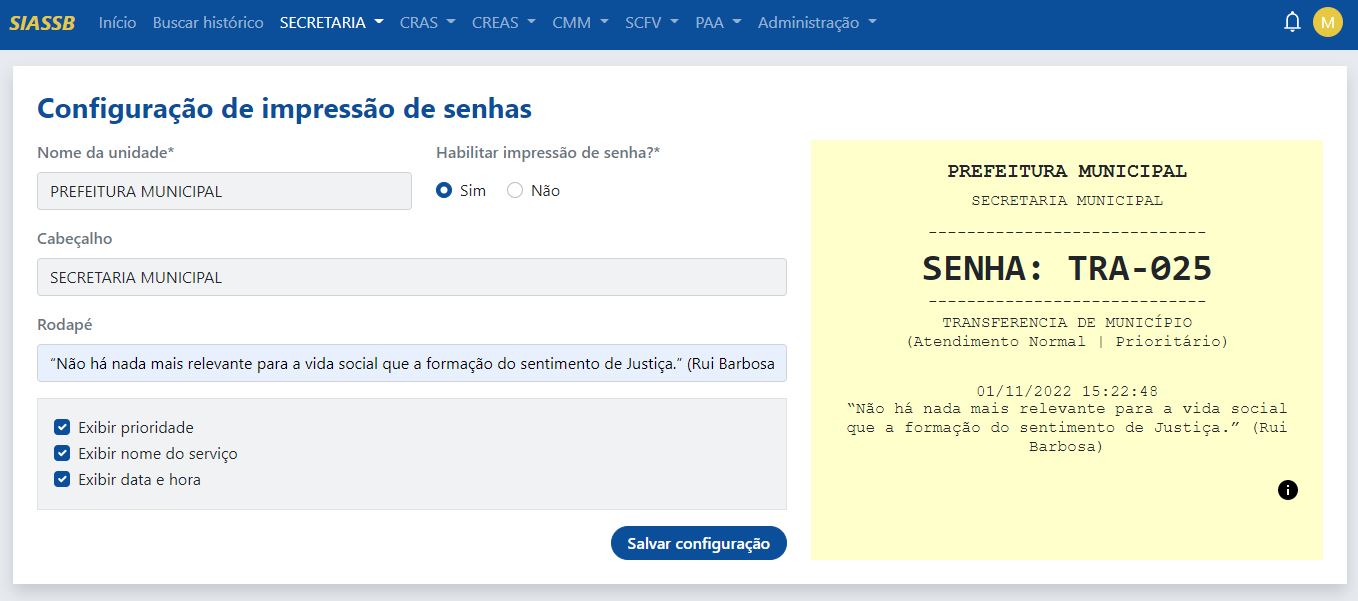 SIASSB Início Buscar histórico SECRETARIA CRAS CREAS CMM SCFV PAA Administração M
Configuração de impressão de senhas
Nome da unidade*
PREFEITURA MUNICIPAL
Habilitar impressão de senha?*
Sim Não
Cabeçalho
SECRETARIA MUNICIPAL
Rodapé
“Não há nada mais relevante para a vida social que a formação do sentimento de Justiça.” (Rui Barbosa
Exibir prioridade
Exibir nome do serviço
Exibir data e hora
Salvar configuração
PREFEITURA MUNICIPAL
SECRETARIA MUNICIPAL
-----------------------------
SENHA: TRA-025
-----------------------------
TRANSFERENCIA DE MUNICÍPIO
(Atendimento Normal | Prioritário)
01/11/2022 15:22:48
“Não há nada mais relevante para a vida social
que a formação do sentimento de Justiça.” (Rui
Barbosa)